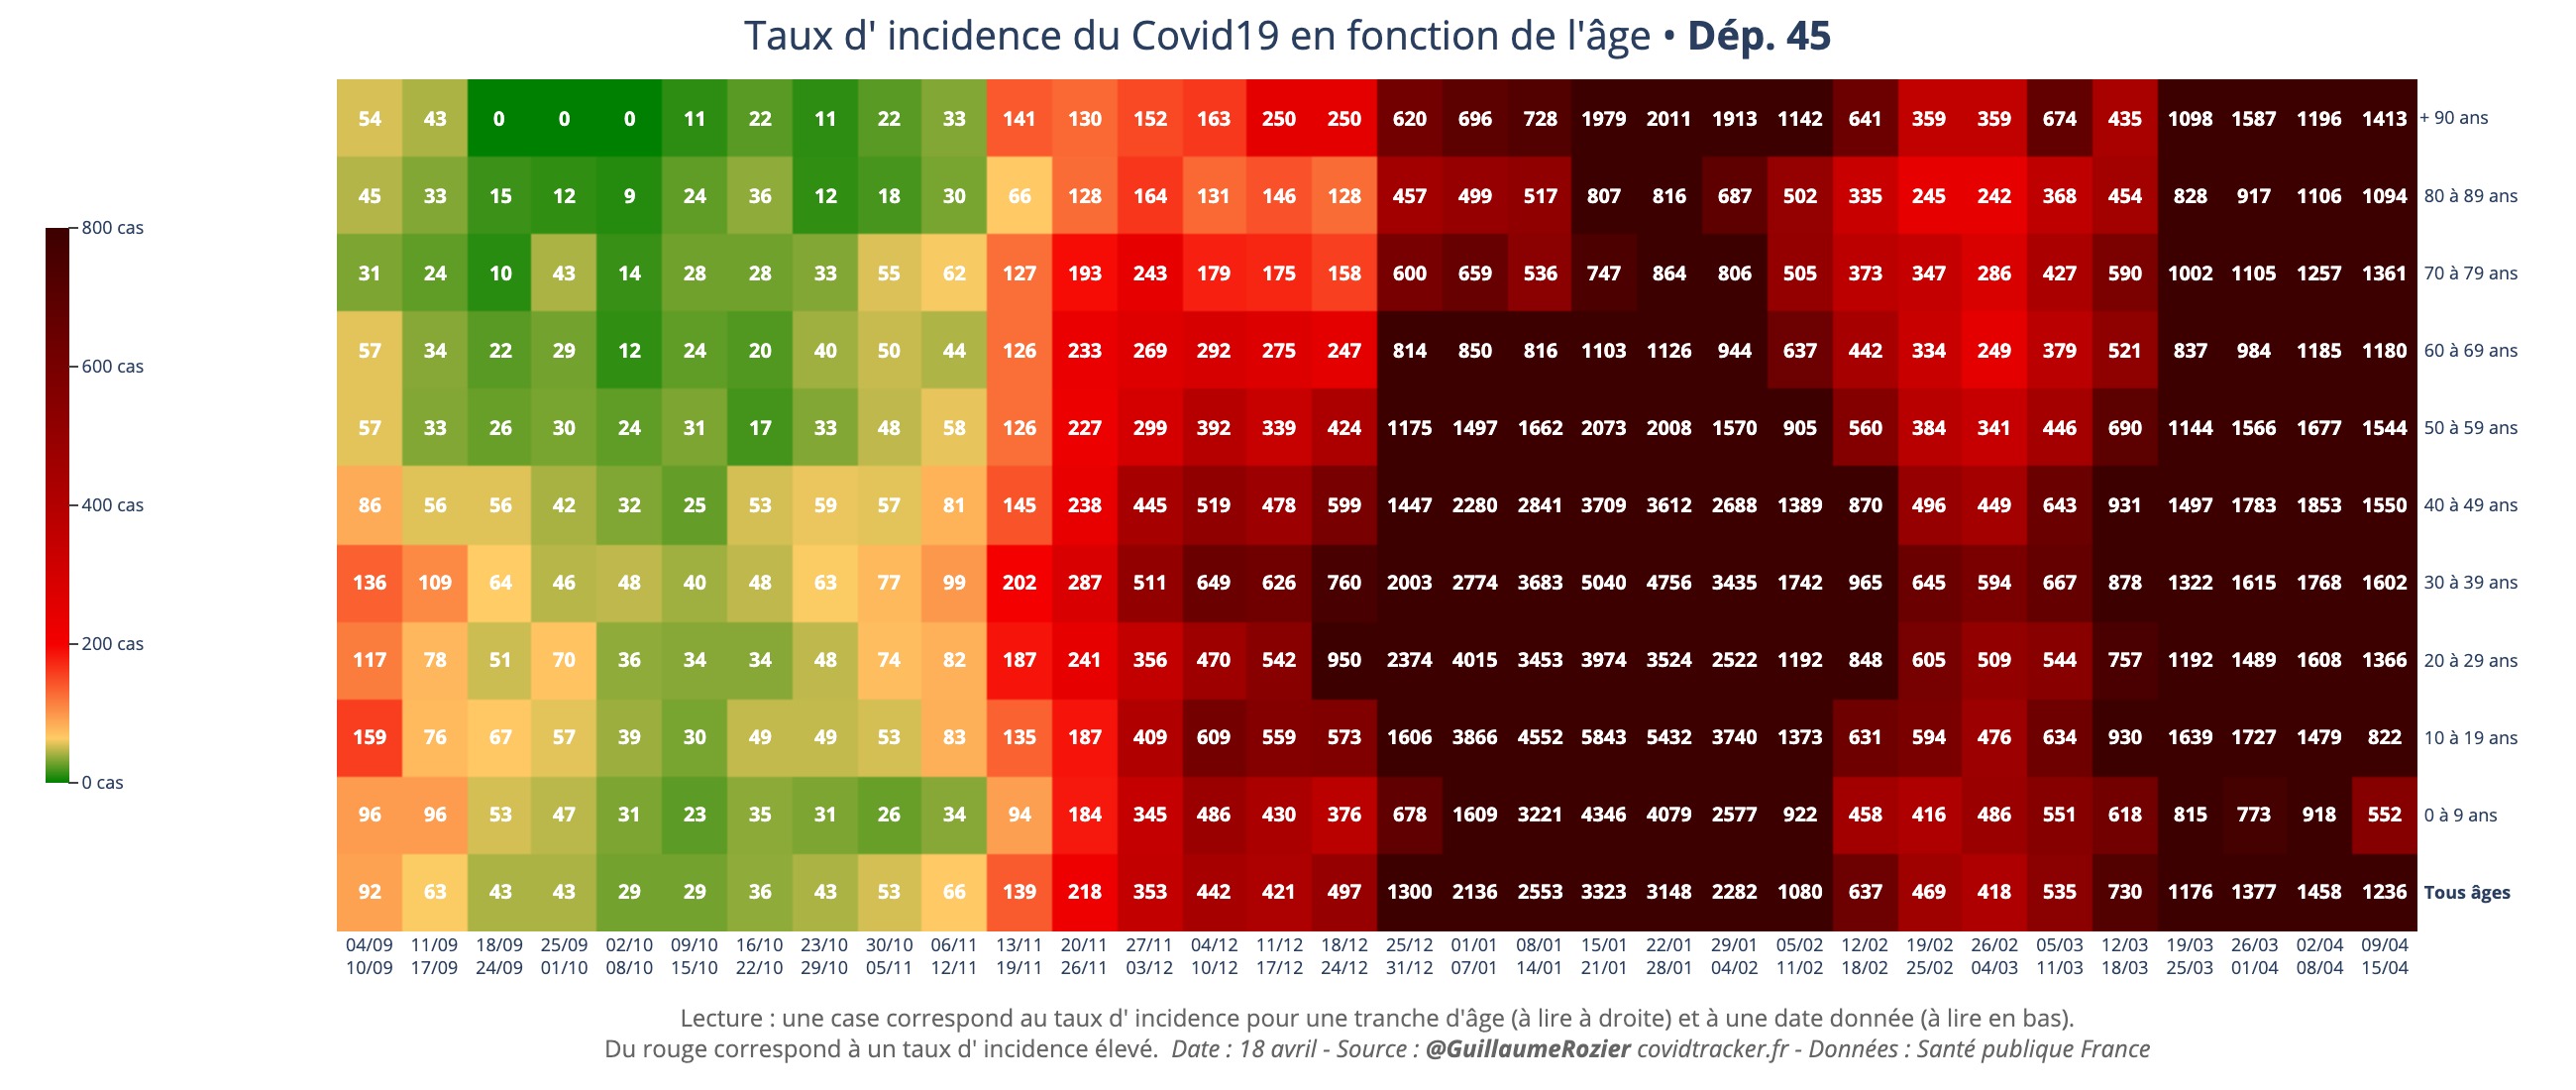 Taux d' incidence du Covid19 en fonction de l'âge • Dép. 45
800 cas
600 cas
400 cas
200 cas
0 cas
54 43 0 0 0 11 22 11 22 33 141 130 152 163 250 250 620 696 728 1979 2011 1913 1142 641 359 359 674 435 1098 1587 1196 1413 + 90 ans
45 33 15 12 9 24 36 12 18 30 66 128 164 131 146 128 457 499 517 807 816 687 502 335 245 242 368 454 828 917 1106 1094 80 à 89 ans
31 24 10 43 14 28 28 33 55 62 127 193 243 179 175 158 600 659 536 747 864 806 505 373 347 286 427 590 1002 1105 1257 1361 70 à 79 ans
57 34 22 29 12 24 20 40 50 44 126 233 269 292 275 247 814 850 816 1103 1126 944 637 442 334 249 379 521 837 984 1185 1180 60 à 69 ans
57 33 26 30 24 31 17 33 48 58 126 227 299 392 339 424 1175 1497 1662 2073 2008 1570 905 560 384 341 446 690 1144 1566 1677 1544 50 à 59 ans
86 56 56 42 32 25 53 59 57 81 145 238 445 519 478 599 1447 2280 2841 3709 3612 2688 1389 870 496 449 643 931 1497 1783 1853 1550 40 à 49 ans
136 109 64 46 48 40 48 63 77 99 202 287 511 649 626 760 2003 2774 3683 5040 4756 3435 1742 965 645 594 667 878 1322 1615 1768 1602 30 à 39 ans
117 78 51 70 36 34 34 48 74 82 187 241 356 470 542 950 2374 4015 3453 3974 3524 2522 1192 848 605 509 544 757 1192 1489 1608 1366 20 à 29 ans
159 76 67 57 39 30 49 49 53 83 135 187 409 609 559 573 1606 3866 4552 5843 5432 3740 1373 631 594 476 634 930 1639 1727 1479 822 10 à 19 ans
96 96 53 47 31 23 35 31 26 34 94 184 345 486 430 376 678 1609 3221 4346 4079 2577 922 458 416 486 551 618 815 773 918 552 0 à 9 ans
92 63 43 43 29 29 36 43 53 66 139 218 353 442 421 497 1300 2136 2553 3323 3148 2282 1080 637 469 418 535 730 1176 1377 1458 1236 Tous âges
04/09 11/09 18/09 25/09 02/10 09/10 16/10 23/10 30/10 06/11 13/11 20/11 27/11 04/12 11/12 18/12 25/12 01/01 08/01 15/01 22/01 29/01 05/02 12/02 19/02 26/02 05/03 12/03 19/03 26/03 02/04 09/04
10/09 17/09 24/09 01/10 08/10 15/10 22/10 29/10 05/11 12/11 19/11 26/11 03/12 10/12 17/12 24/12 31/12 07/01 14/01 21/01 28/01 04/02 11/02 18/02 25/02 04/03 11/03 18/03 25/03 01/04 08/04 15/04
Lecture : une case correspond au taux d' incidence pour une tranche d'âge (à lire à droite) et à une date donnée (à lire en bas).
Du rouge correspond à un taux d' incidence élevé. Date : 18 avril - Source : @GuillaumeRozier covidtracker.fr - Données : Santé publique France